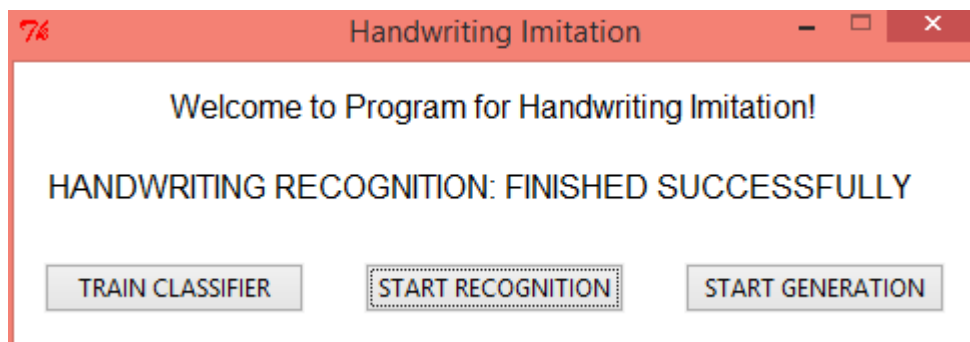 Handwriting Imitation
Welcome to Program for Handwriting Imitation!
HANDWRITING RECOGNITION: FINISHED SUCCESSFULLY
TRAIN CLASSIFIER START RECOGNITION START GENERATION